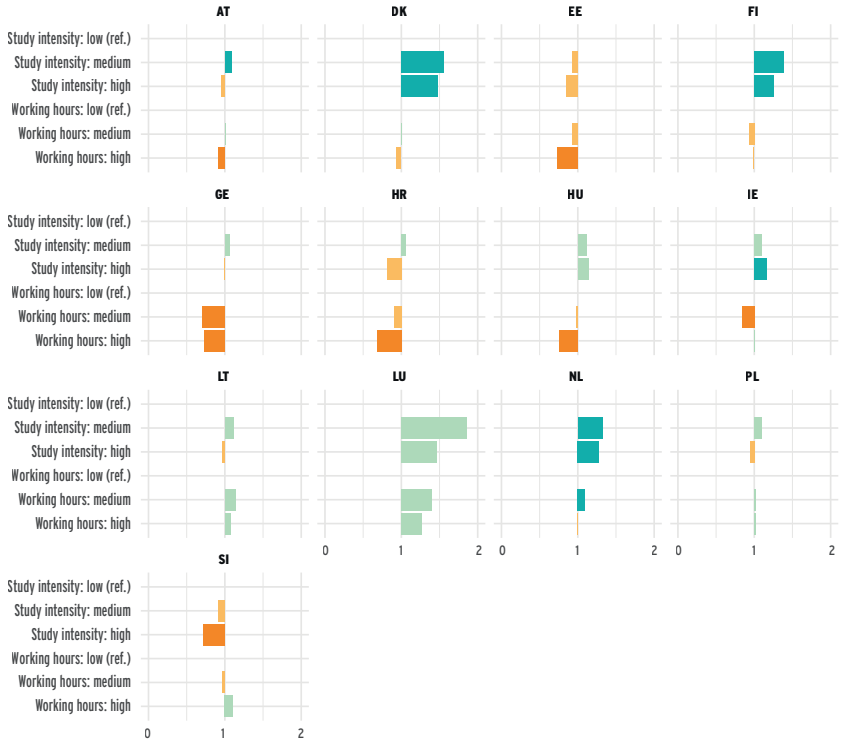 AT DK EE FI
Study intensity: low (ref.)
Study intensity: medium
Study intensity: high
Working hours: low (ref.)
Working hours: medium
Working hours: high
GE HR HU IE
Study intensity: low (ref.)
Study intensity: medium
Study intensity: high
Working hours: low (ref.)
Working hours: medium
Working hours: high
LT LU NL PL
Study intensity: low (ref.)
Study intensity: medium
Study intensity: high
Working hours: low (ref.)
Working hours: medium
Working hours: high
0 1 2 0 1 2 0 1 2
SI
Study intensity: low (ref.)
Study intensity: medium
Study intensity: high
Working hours: low (ref.)
Working hours: medium
Working hours: high
0 1 2